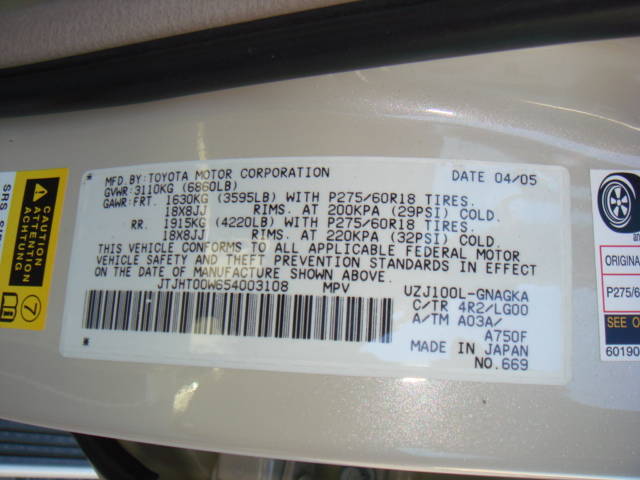 MFD.BY:TOYOTA MOTOR CORPORATION DATE 04/05
GVWR:3110KG (6860LB)
GAWR:FRT. 1630KG (3595LB) WITH P275/60R18 TIRES.
18X8JJ RIMS. AT 200KPA (29PSI) COLD.
RR. 1915KG (4220LB) WITH P275/60R18 TIRES.
18X8JJ RIMS. AT 220KPA (32PSI) COLD.
THIS VEHICLE CONFORMS TO ALL APPLICABLE FEDERAL MOTOR
VEHICLE SAFETY AND THEFT PREVENTION STANDARDS IN EFFECT
ON THE DATE OF MANUFACTURE SHOWN ABOVE.
JTJHT00W654003108 MPV UZJ100L-GNAGKA
C/TR 4R2/LG00
A/TM A03A/
A750F
MADE IN JAPAN
NO.669
CAUTION
ATTENTION
ACHTUNG
7
SRS
ORIGINA
P275/6
SEE O
60190